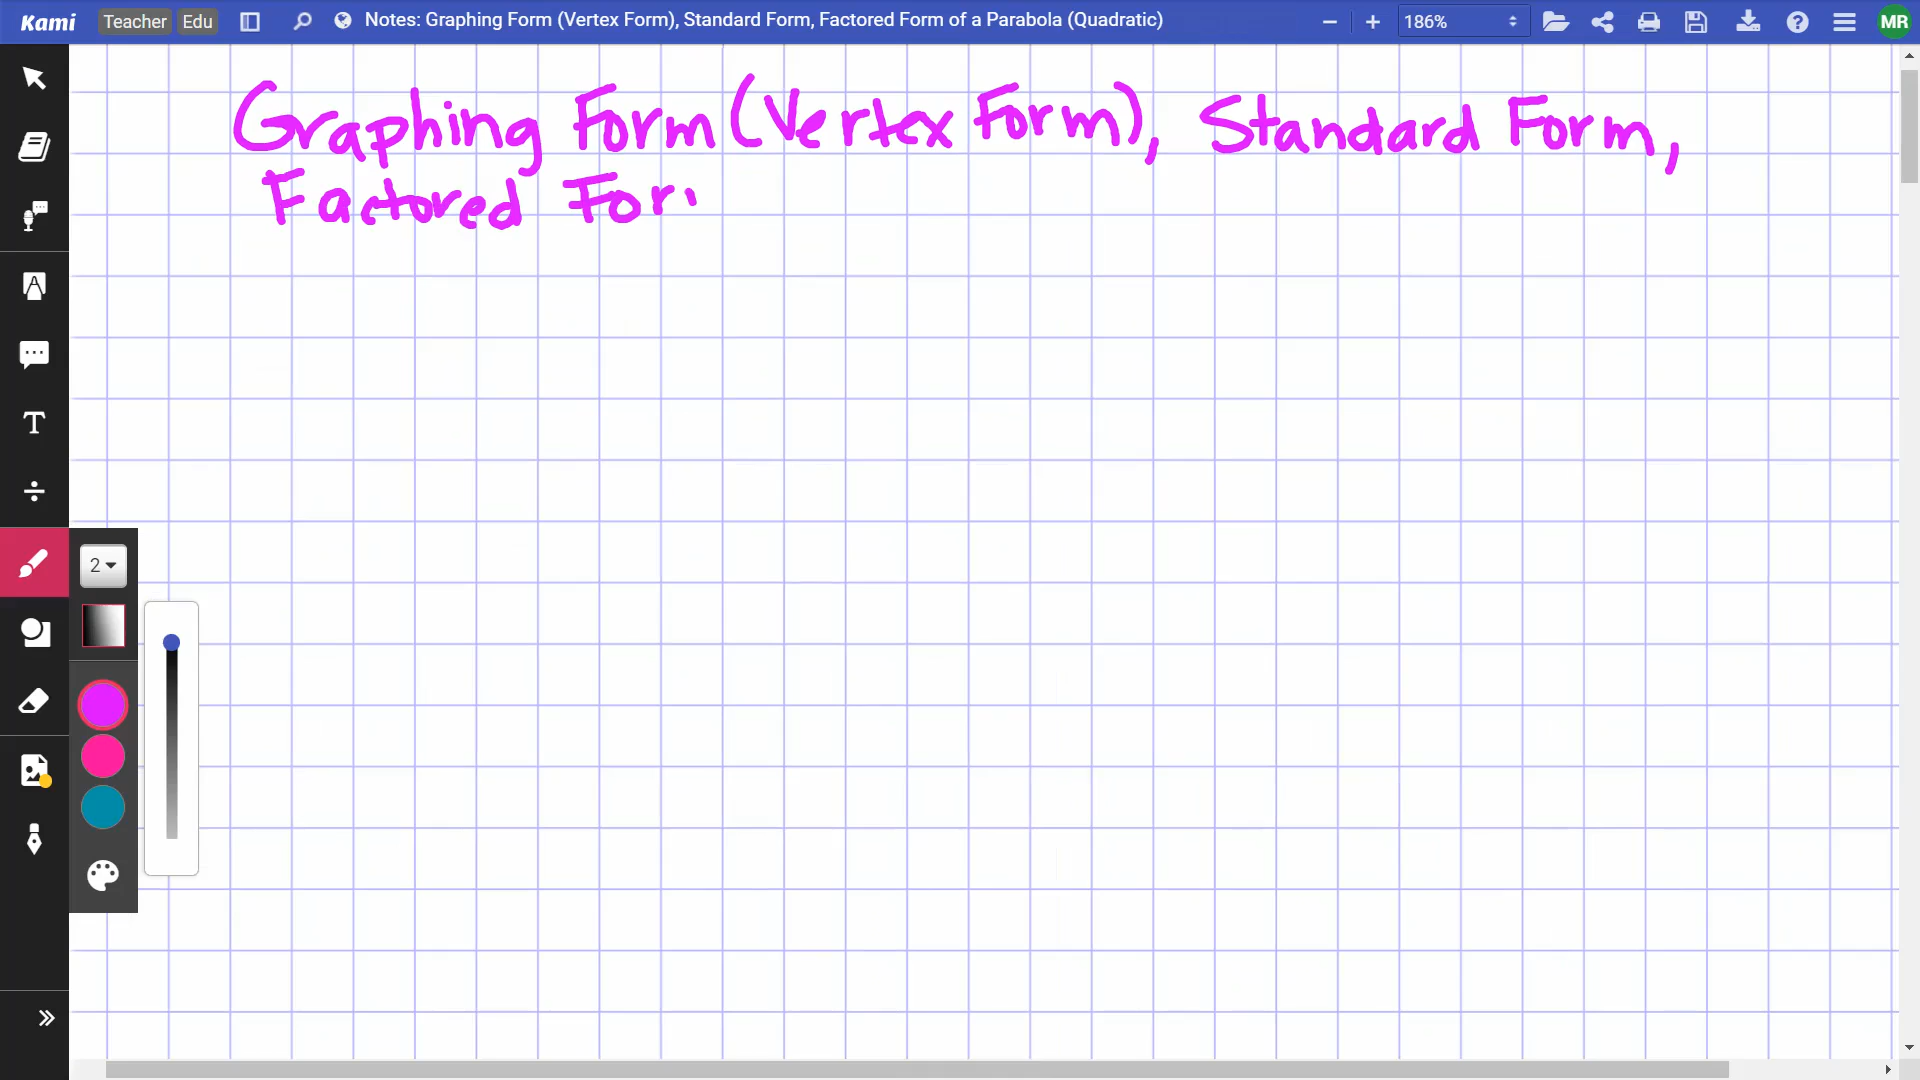 Kami Teacher Edu Notes: Graphing Form (Vertex Form), Standard Form, Factored Form of a Parabola (Quadratic) 186% MR
Graphing Form (Vertex Form), Standard Form,
Factored For
T
2